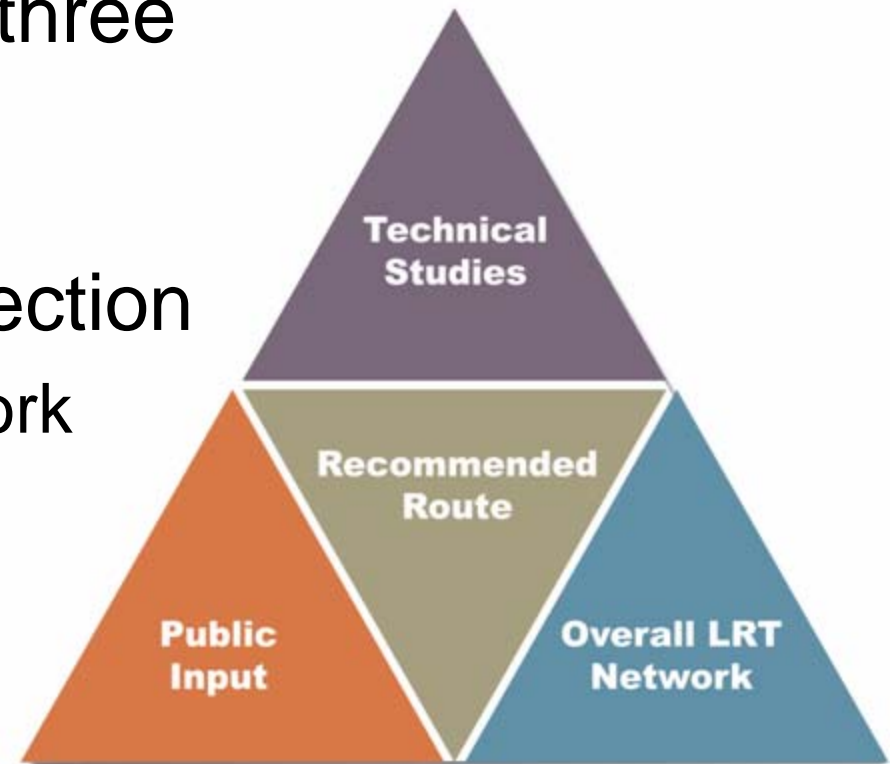 three
ection
ork
Technical
Studies
Recommended
Route
Public
Input
Overall LRT
Network